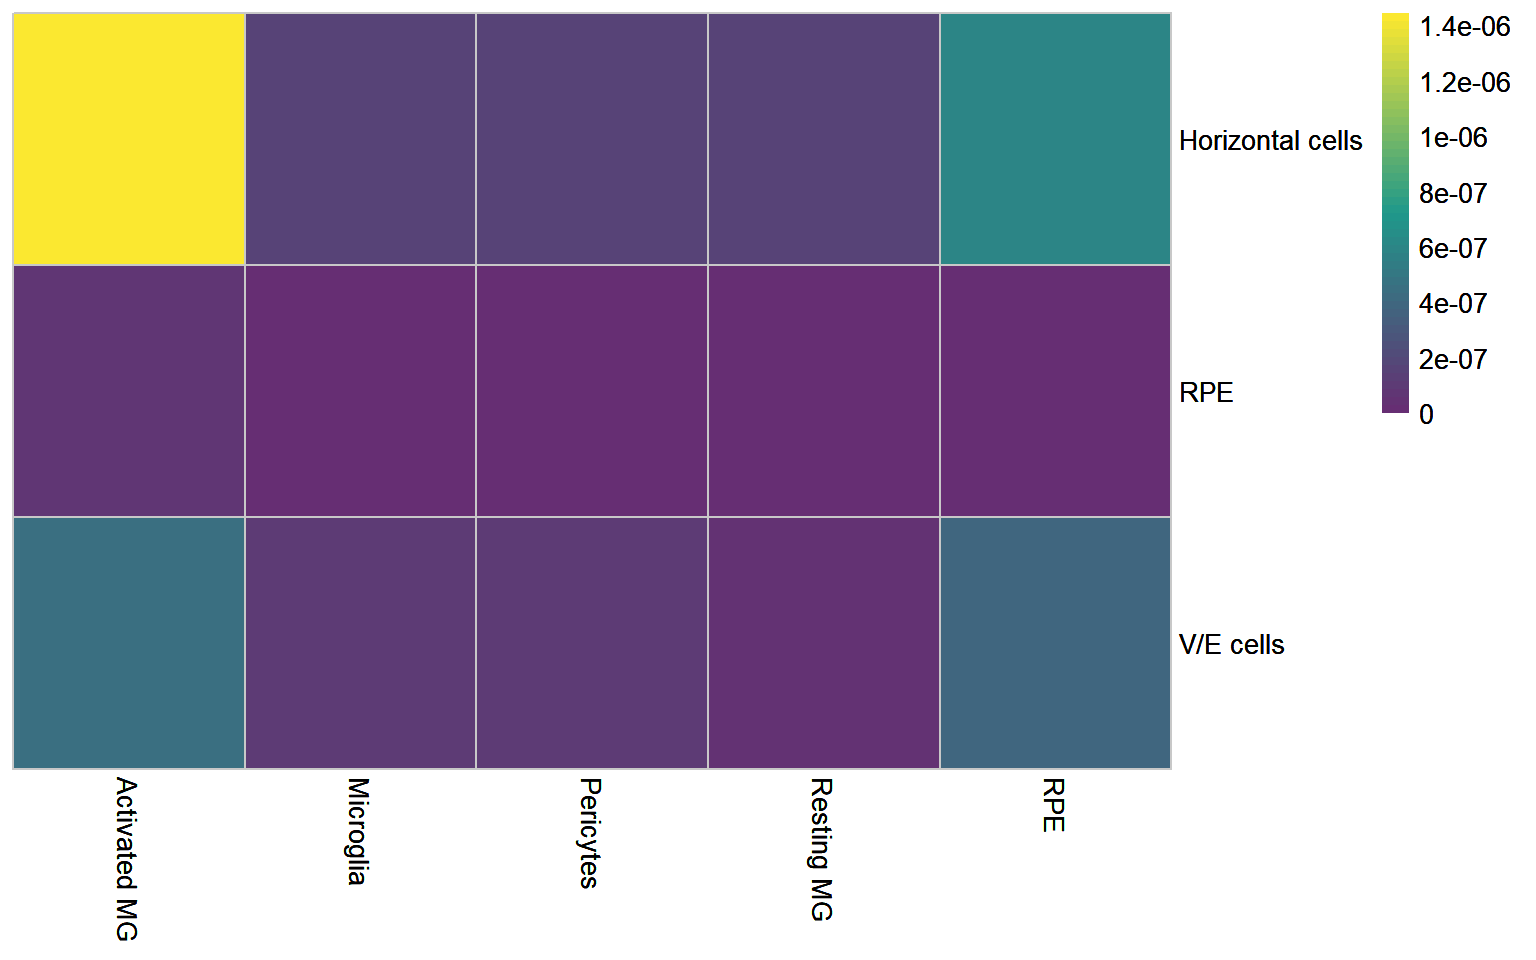 1.4e-06
1.2e-06
Horizontal cells
1e-06
8e-07
6e-07
4e-07
2e-07
RPE
0
V/E cells
Activated MG
Microglia
Pericytes
Resting MG
RPE